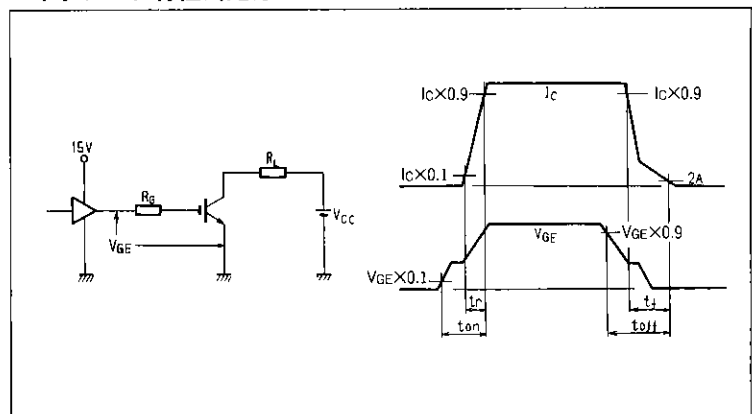 15V
RG
VGE
RL
VCC
IC×0.9
IC
IC×0.9
IC×0.1
2A
VGE
VGE×0.9
VGE×0.1
tr
ton
tf
toff